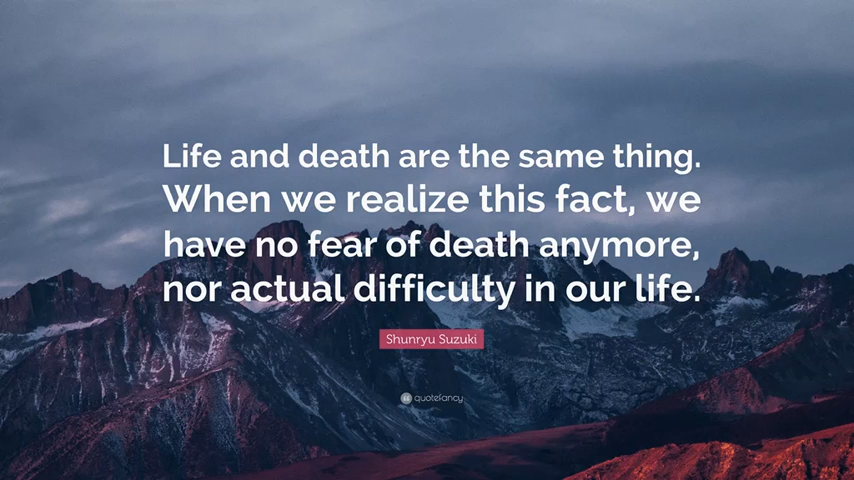 Life and death are the same thing.
When we realize this fact, we
have no fear of death anymore,
nor actual difficulty in our life.
Shunryu Suzuki
quotefancy